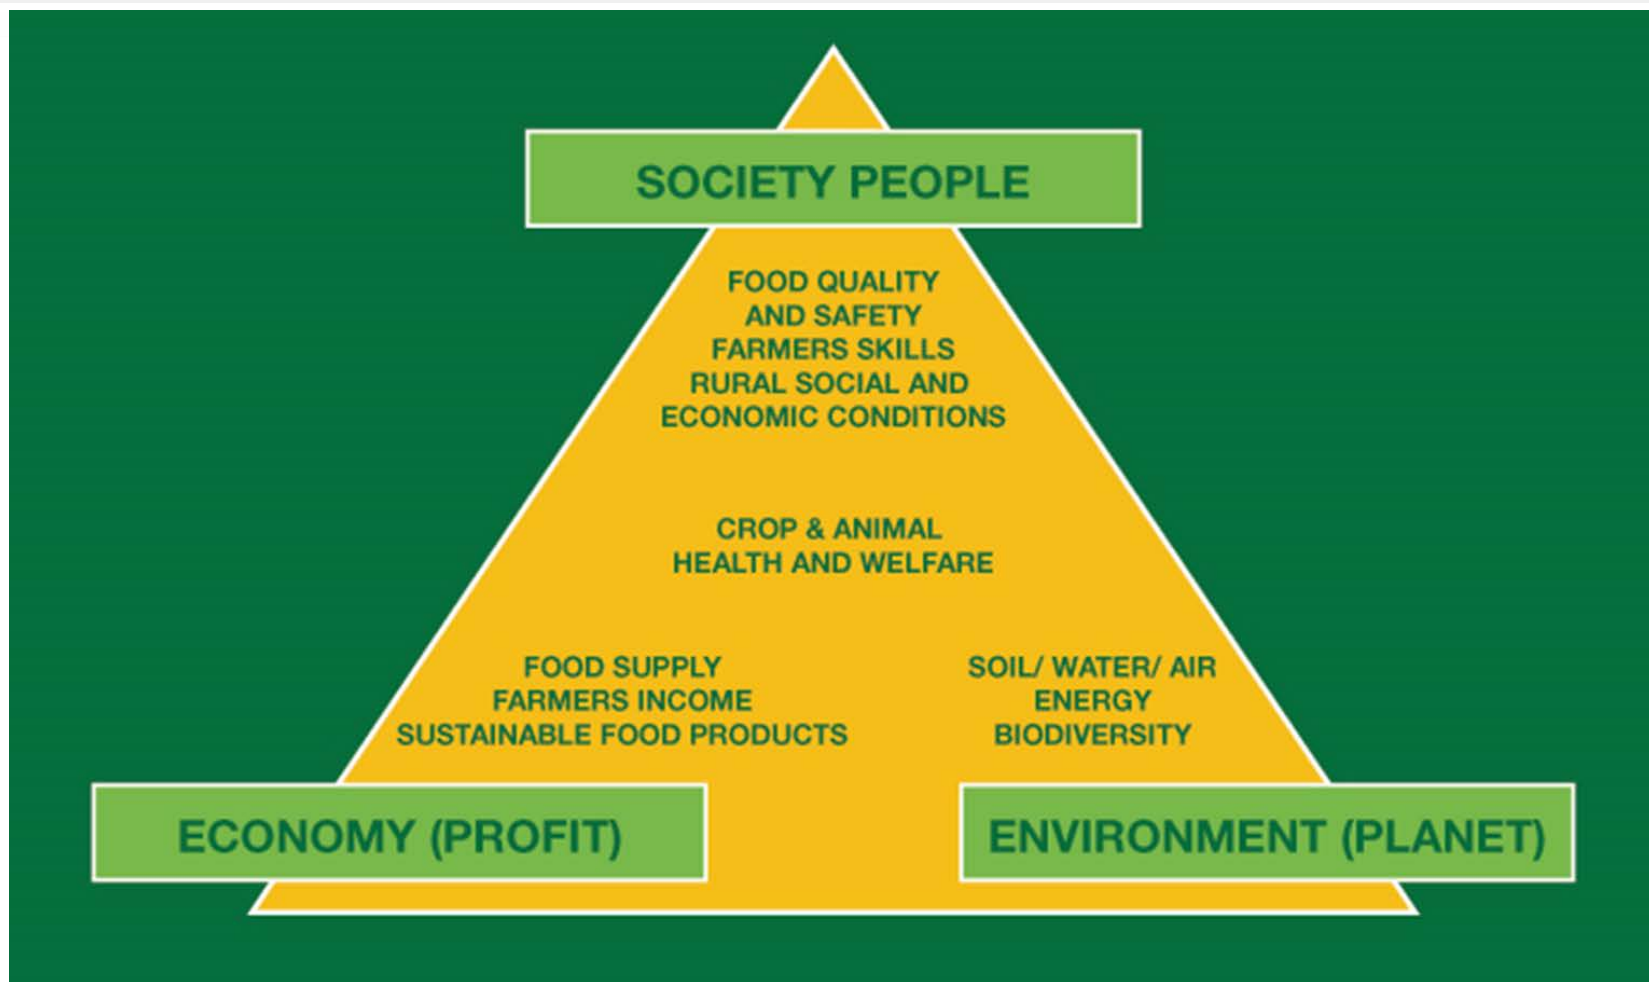 SOCIETY PEOPLE
FOOD QUALITY
AND SAFETY
FARMERS SKILLS
RURAL SOCIAL AND
ECONOMIC CONDITIONS
CROP & ANIMAL
HEALTH AND WELFARE
FOOD SUPPLY
FARMERS INCOME
SUSTAINABLE FOOD PRODUCTS
SOIL/ WATER/ AIR
ENERGY
BIODIVERSITY
ECONOMY (PROFIT)
ENVIRONMENT (PLANET)